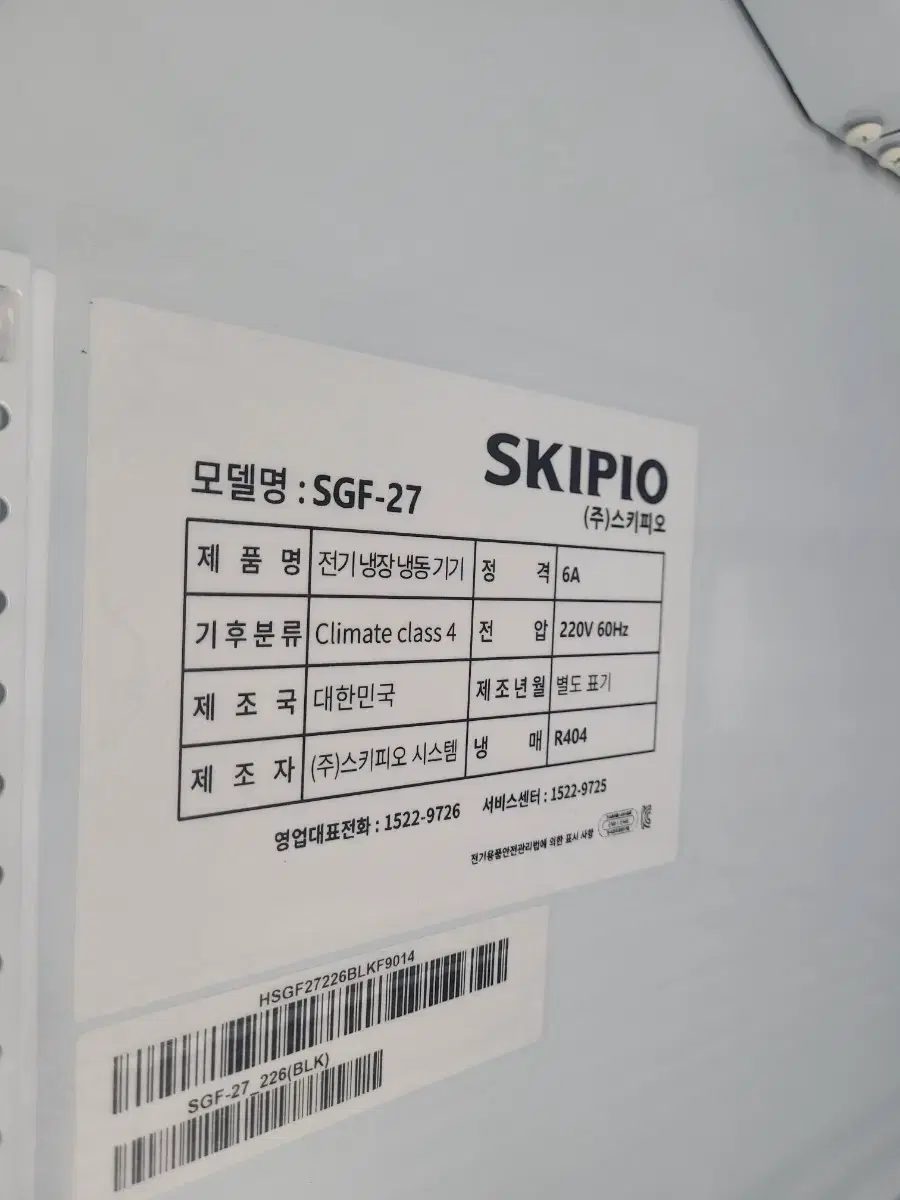 SKIPIO
(주)스키피오
모델명 : SGF-27
제 품 명 전기 냉장 냉동 기기 정 격 6A
기후분류 Climate class 4 전 압 220V 60Hz
제 조 국 대한민국 제조년월 별도 표기
제 조 자 (주)스키피오 시스템 냉 매 R404
영업대표전화 : 1522-9726 서비스센터 : 1522-9725
전기용품안전관리법에 의한 표시 사항
HSGF27226BLKF9014
SGF-27_226(BLK)